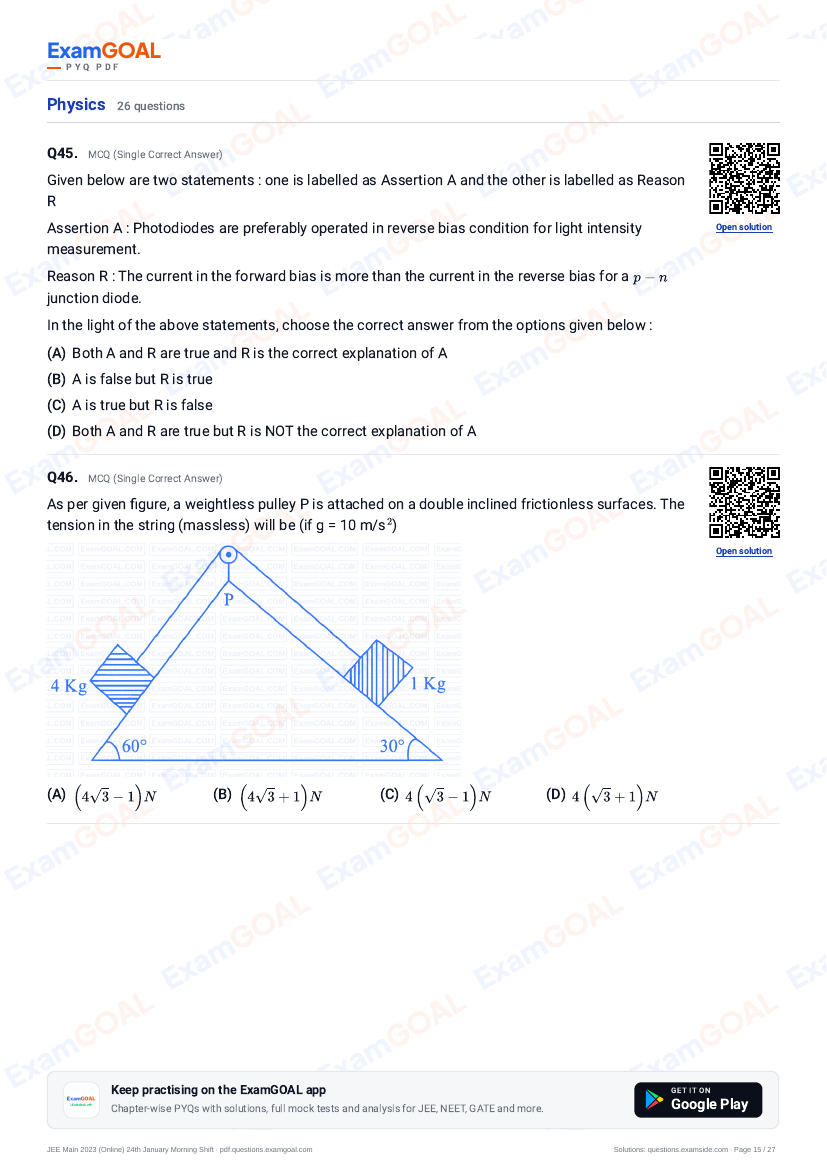 ExamGOAL
PYQ PDF
Physics 26 questions
Q45. MCQ (Single Correct Answer)
Given below are two statements : one is labelled as Assertion A and the other is labelled as Reason
R
Open solution
Assertion A : Photodiodes are preferably operated in reverse bias condition for light intensity
measurement.
Reason R : The current in the forward bias is more than the current in the reverse bias for a p − n
junction diode.
In the light of the above statements, choose the correct answer from the options given below :
(A) Both A and R are true and R is the correct explanation of A
(B) A is false but R is true
(C) A is true but R is false
(D) Both A and R are true but R is NOT the correct explanation of A
Q46. MCQ (Single Correct Answer)
As per given figure, a weightless pulley P is attached on a double inclined frictionless surfaces. The
tension in the string (massless) will be (if g = 10 m/s²)
Open solution
P
4 Kg
1 Kg
60°
30°
(A) (4√3 − 1) N (B) (4√3 + 1) N (C) 4 (√3 − 1) N (D) 4 (√3 + 1) N
Keep practising on the ExamGOAL app
Chapter-wise PYQs with solutions, full mock tests and analysis for JEE, NEET, GATE and more.
GET IT ON
Google Play
JEE Main 2023 (Online) 24th January Morning Shift · pdf.questions.examgoal.com
Solutions: questions.examside.com · Page 15 / 27